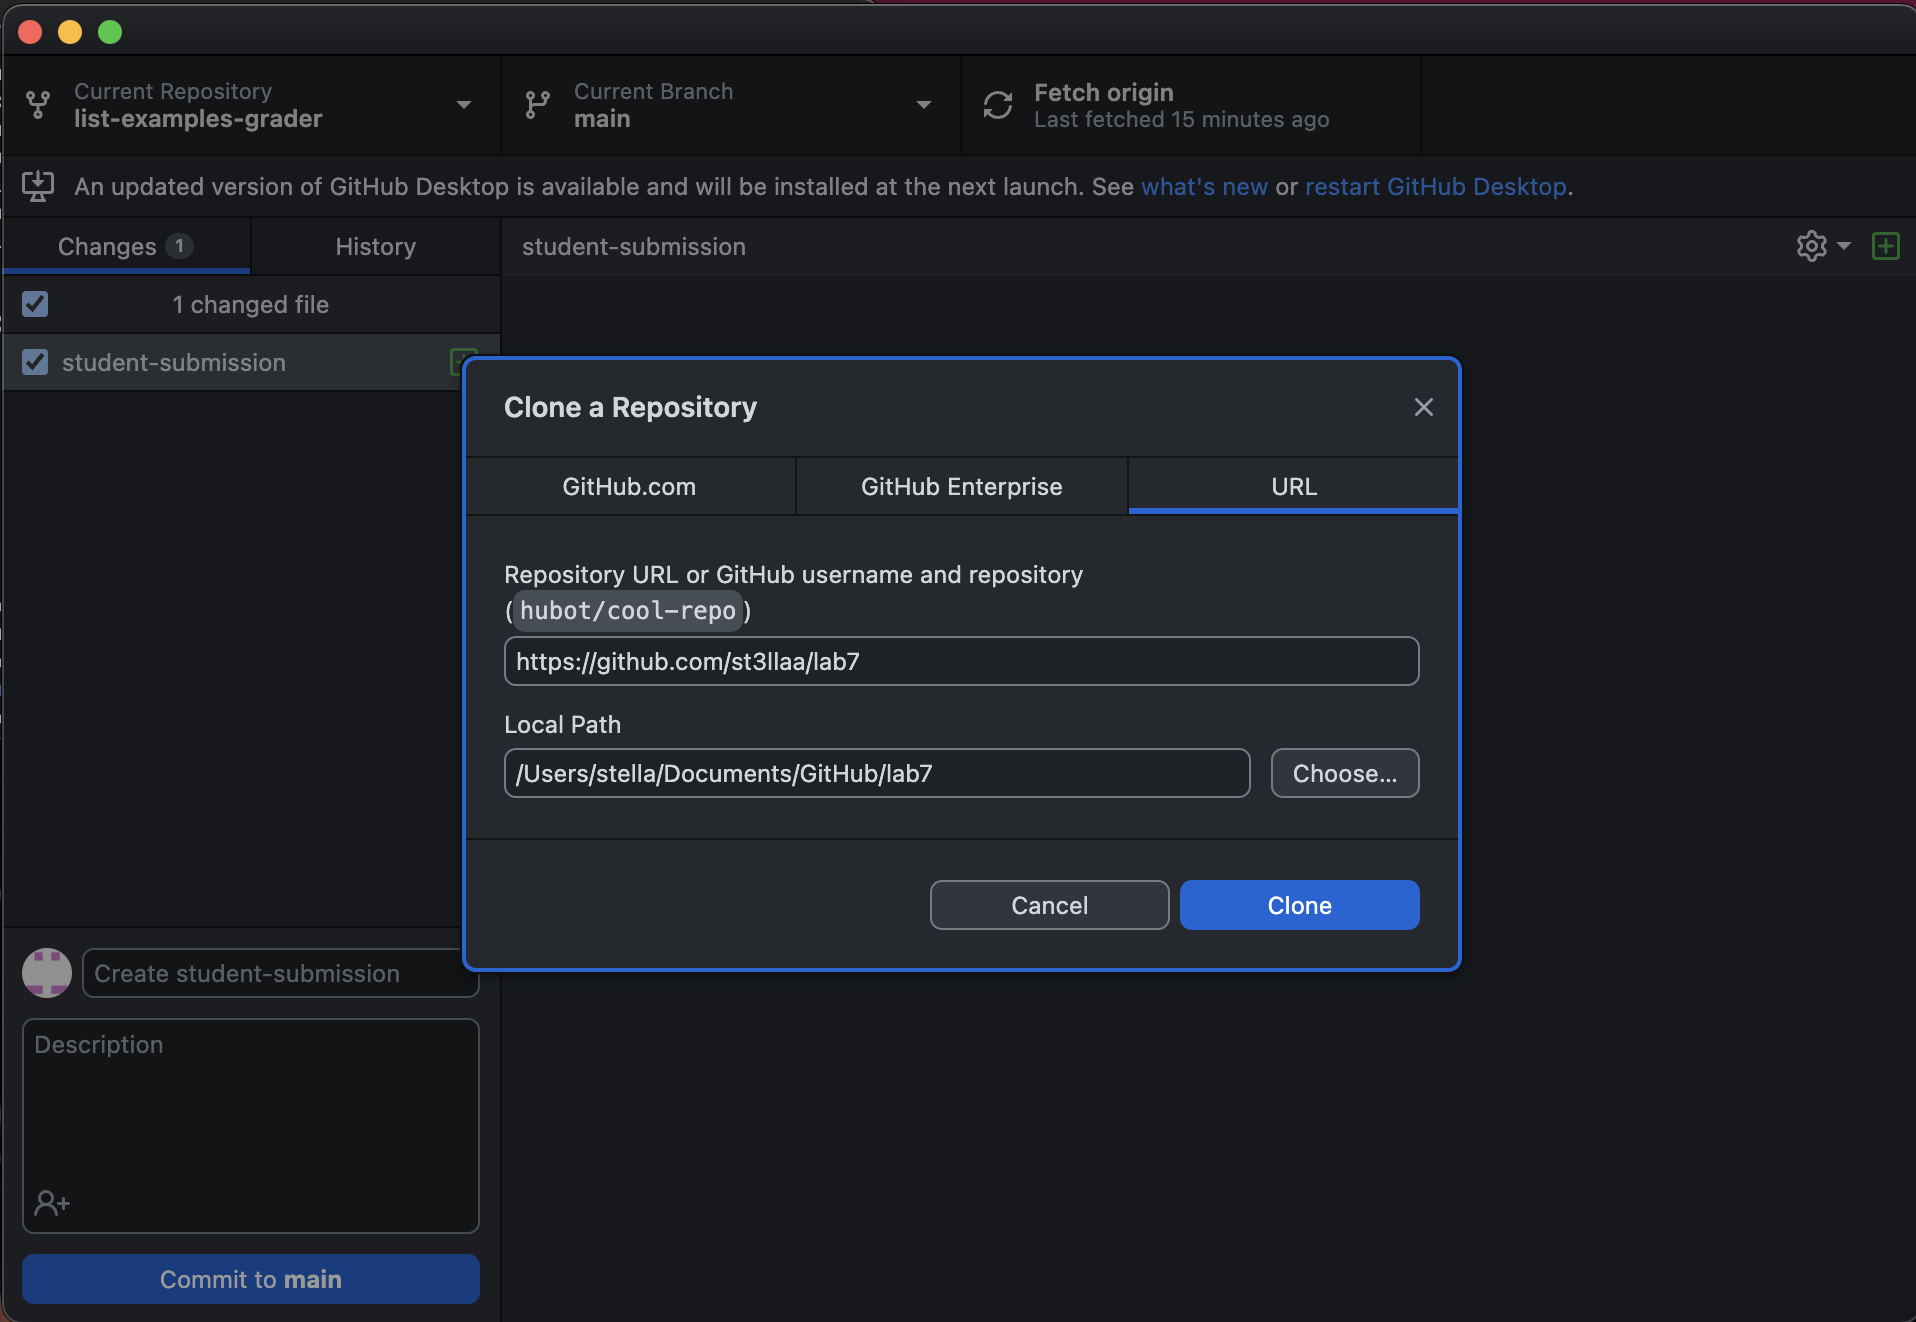 Current Repository
list-examples-grader
Current Branch
main
Fetch origin
Last fetched 15 minutes ago
An updated version of GitHub Desktop is available and will be installed at the next launch. See what's new or restart GitHub Desktop.
Changes 1
History
student-submission
1 changed file
student-submission
Clone a Repository
GitHub.com
GitHub Enterprise
URL
Repository URL or GitHub username and repository
(hubot/cool-repo)
https://github.com/st3llaa/lab7
Local Path
/Users/stella/Documents/GitHub/lab7
Choose...
Cancel
Clone
Create student-submission
Description
Commit to main